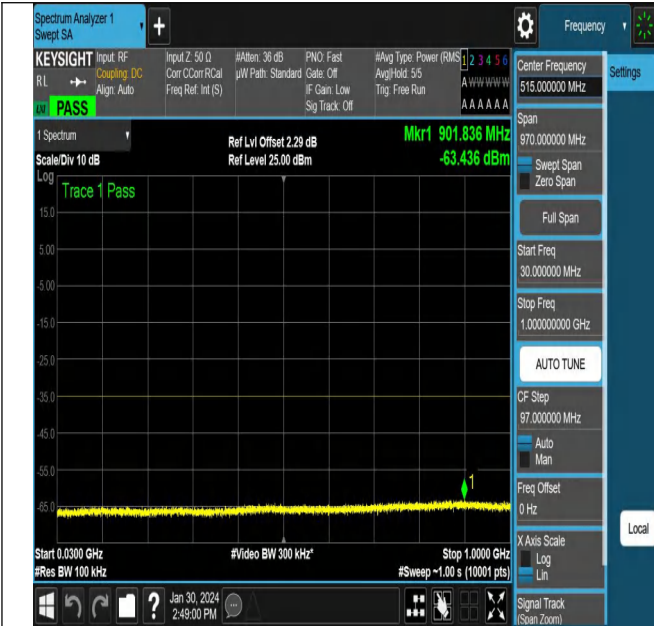 Spectrum Analyzer 1
Swept SA
+
Frequency
KEYSIGHT
RL
LXI
PASS
Input: RF
Coupling: DC
Align: Auto
Input Z: 50 Ω
Corr CCorr RCal
Freq Ref: Int (S)
#Atten: 36 dB
µW Path: Standard
PNO: Fast
Gate: Off
IF Gain: Low
Sig Track: Off
#Avg Type: Power (RMS
Avg|Hold: 5/5
Trig: Free Run
1 2 3 4 5 6
A W W W W W
A A A A A A
1 Spectrum
Scale/Div 10 dB
Ref Lvl Offset 2.29 dB
Ref Level 25.00 dBm
Mkr1 901.836 MHz
-63.436 dBm
Log
Trace 1 Pass
15.0
5.00
-5.00
-15.0
-25.0
-35.0
-45.0
-55.0
-65.0
1
Start 0.0300 GHz
#Res BW 100 kHz
#Video BW 300 kHz*
Stop 1.0000 GHz
#Sweep ~1.00 s (10001 pts)
?
Jan 30, 2024
2:49:00 PM
Center Frequency
515.000000 MHz
Settings
Span
970.000000 MHz
Swept Span
Zero Span
Full Span
Start Freq
30.000000 MHz
Stop Freq
1.000000000 GHz
AUTO TUNE
CF Step
97.000000 MHz
Auto
Man
Freq Offset
0 Hz
Local
X Axis Scale
Log
Lin
Signal Track
(Span Zoom)